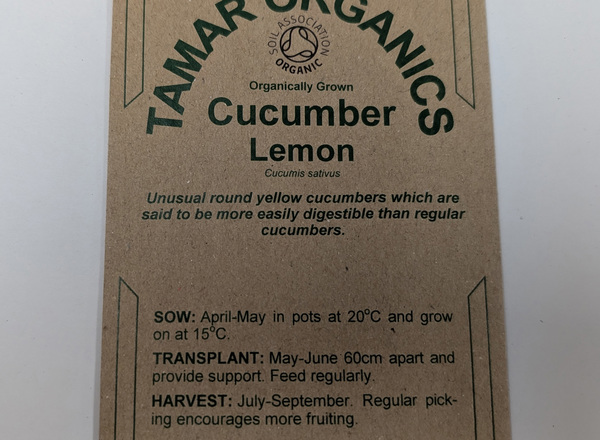 TAMAR ORGANICS
SOIL ASSOCIATION
ORGANIC
Organically Grown
Cucumber
Lemon
Cucumis sativus
Unusual round yellow cucumbers which are
said to be more easily digestible than regular
cucumbers.
SOW: April-May in pots at 20°C and grow
on at 15°C.
TRANSPLANT: May-June 60cm apart and
provide support. Feed regularly.
HARVEST: July-September. Regular pick-
ing encourages more fruiting.